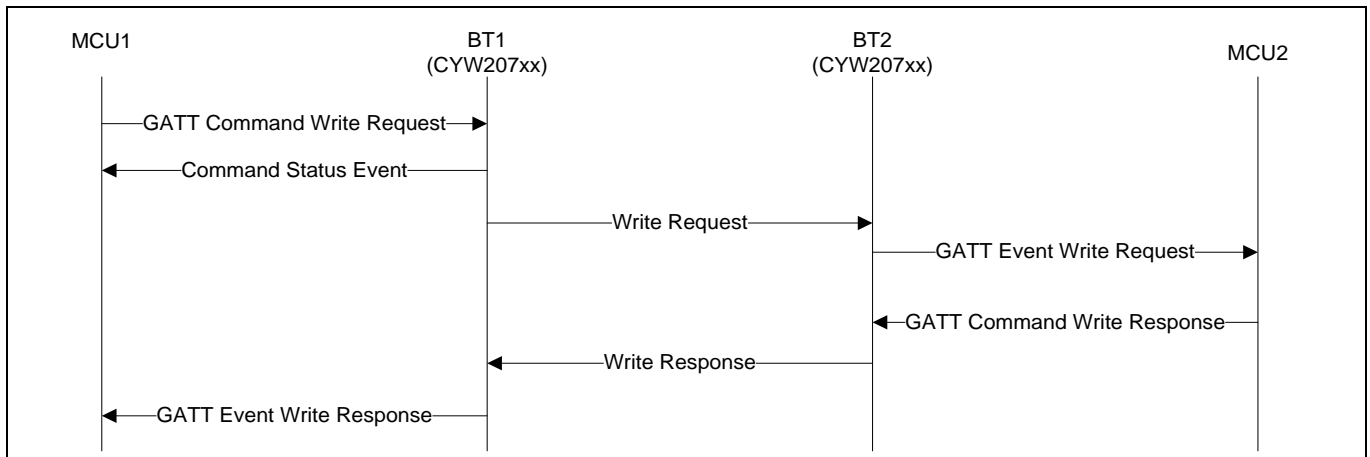 MCU1
BT1
(CYW207xx)
BT2
(CYW207xx)
MCU2
GATT Command Write Request
Command Status Event
Write Request
GATT Event Write Request
GATT Command Write Response
Write Response
GATT Event Write Response